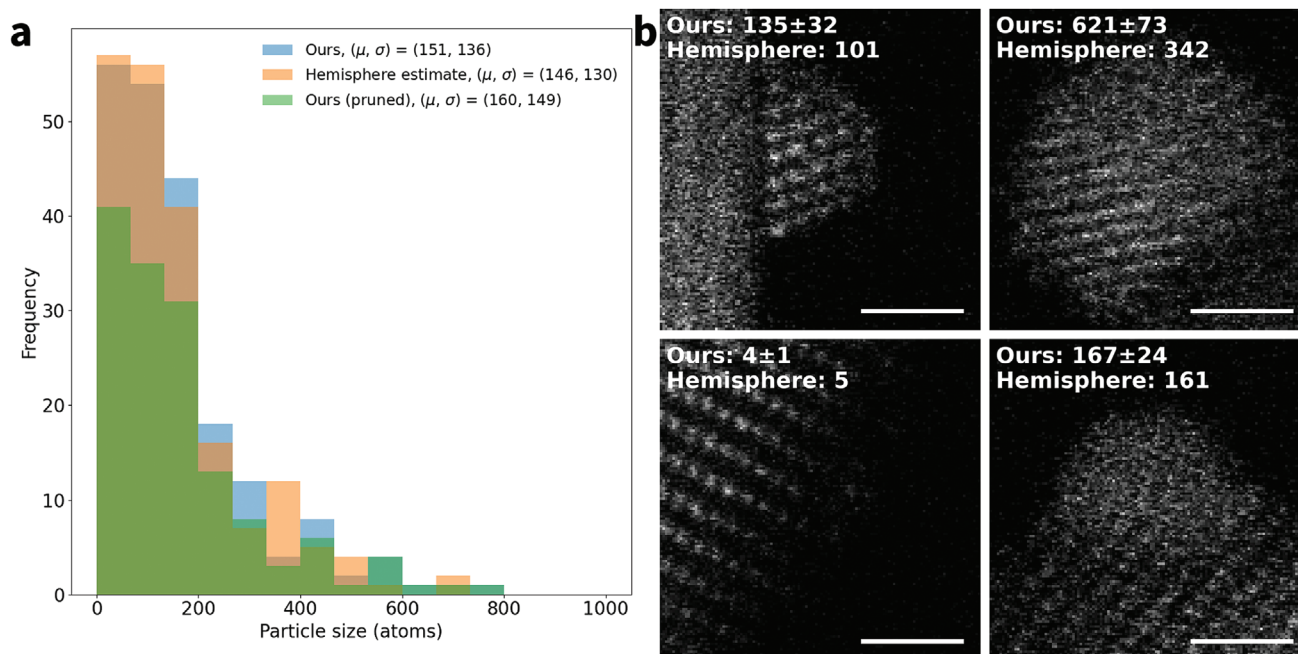 a
Ours, (μ, σ) = (151, 136)
Hemisphere estimate, (μ, σ) = (146, 130)
Ours (pruned), (μ, σ) = (160, 149)
Frequency
50
40
30
20
10
0
0 200 400 600 800 1000
Particle size (atoms)
b
Ours: 135±32
Hemisphere: 101
Ours: 621±73
Hemisphere: 342
Ours: 4±1
Hemisphere: 5
Ours: 167±24
Hemisphere: 161